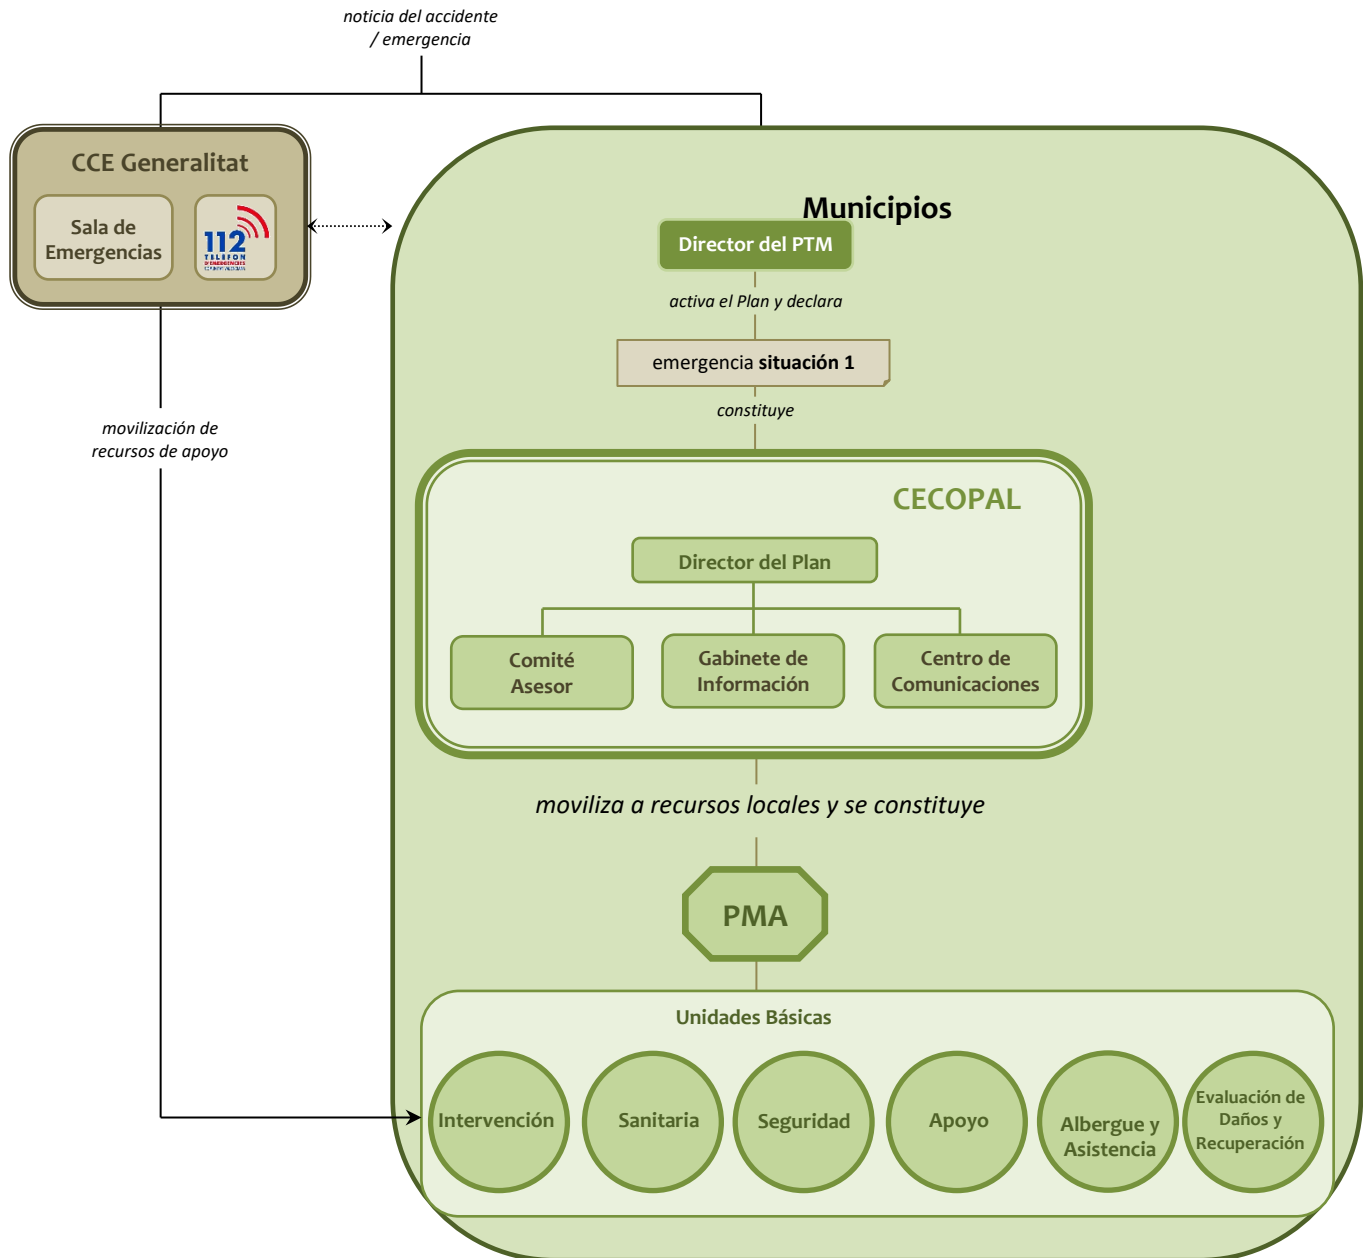 noticia del accidente
/ emergencia
CCE Generalitat
Sala de
Emergencias
112
TELÈFON
D'EMERGÈNCIES
Municipios
Director del PTM
activa el Plan y declara
emergencia situación 1
constituye
movilización de
recursos de apoyo
CECOPAL
Director del Plan
Comité
Asesor
Gabinete de
Información
Centro de
Comunicaciones
moviliza a recursos locales y se constituye
PMA
Unidades Básicas
Intervención
Sanitaria
Seguridad
Apoyo
Albergue y
Asistencia
Evaluación de
Daños y
Recuperación